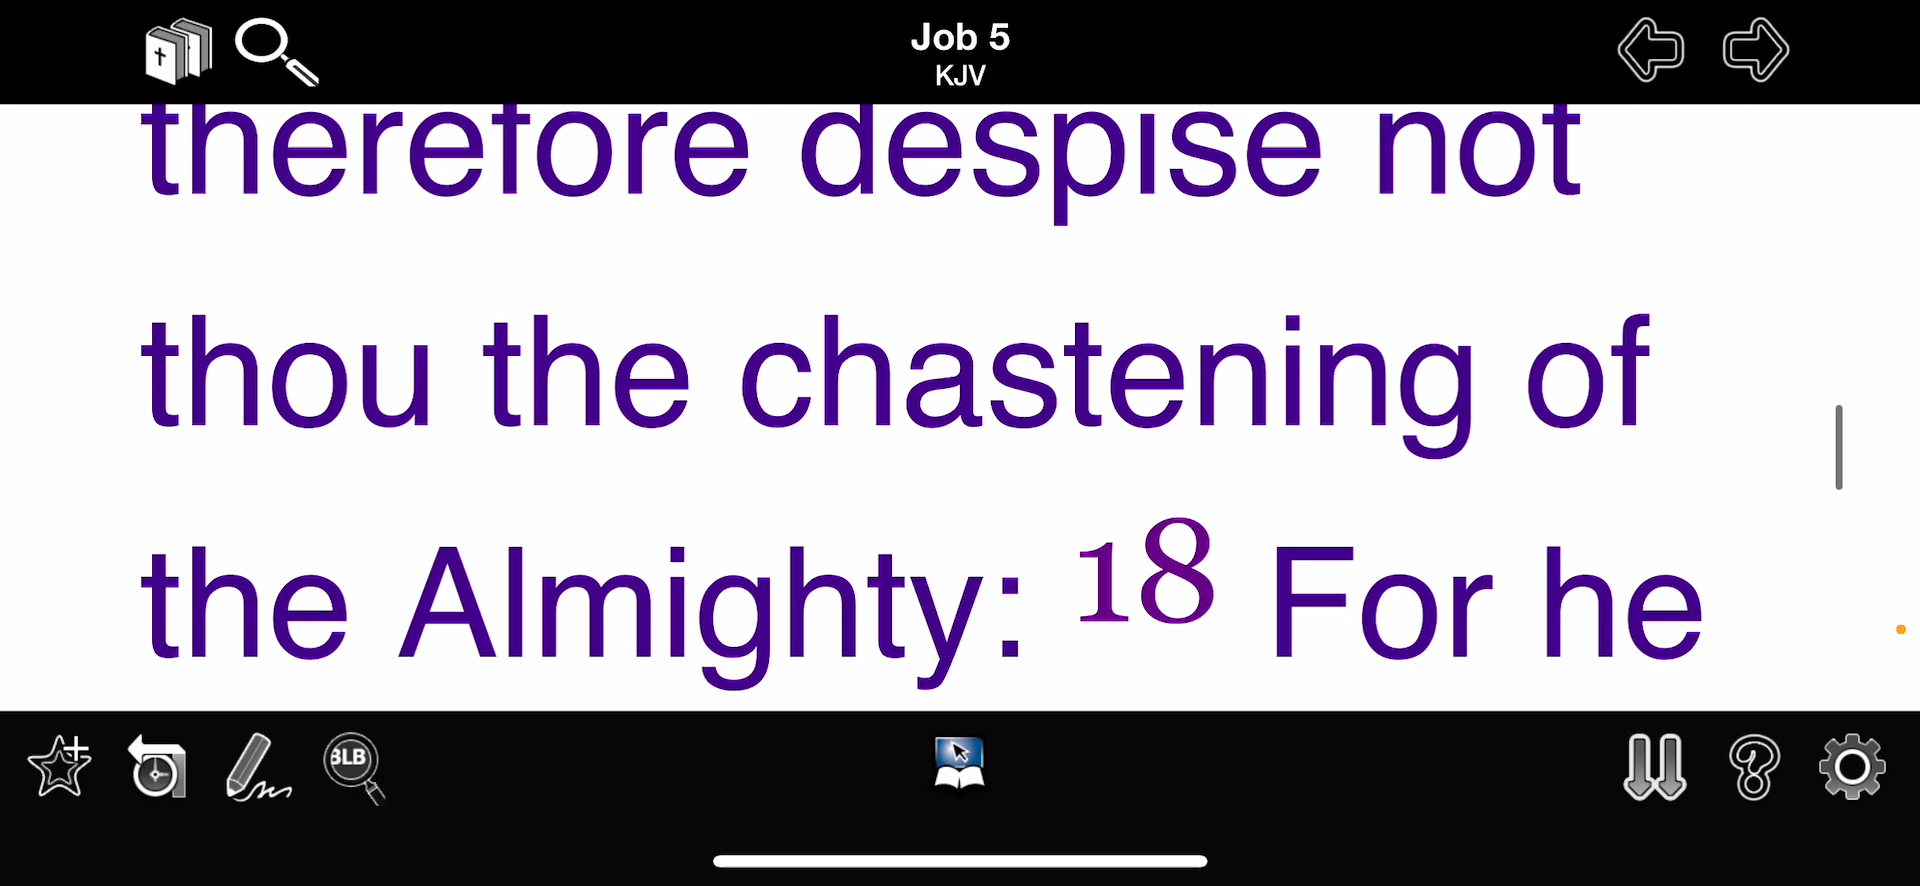 Job 5
KJV
therefore despise not
thou the chastening of
the Almighty: 18 For he
BLB